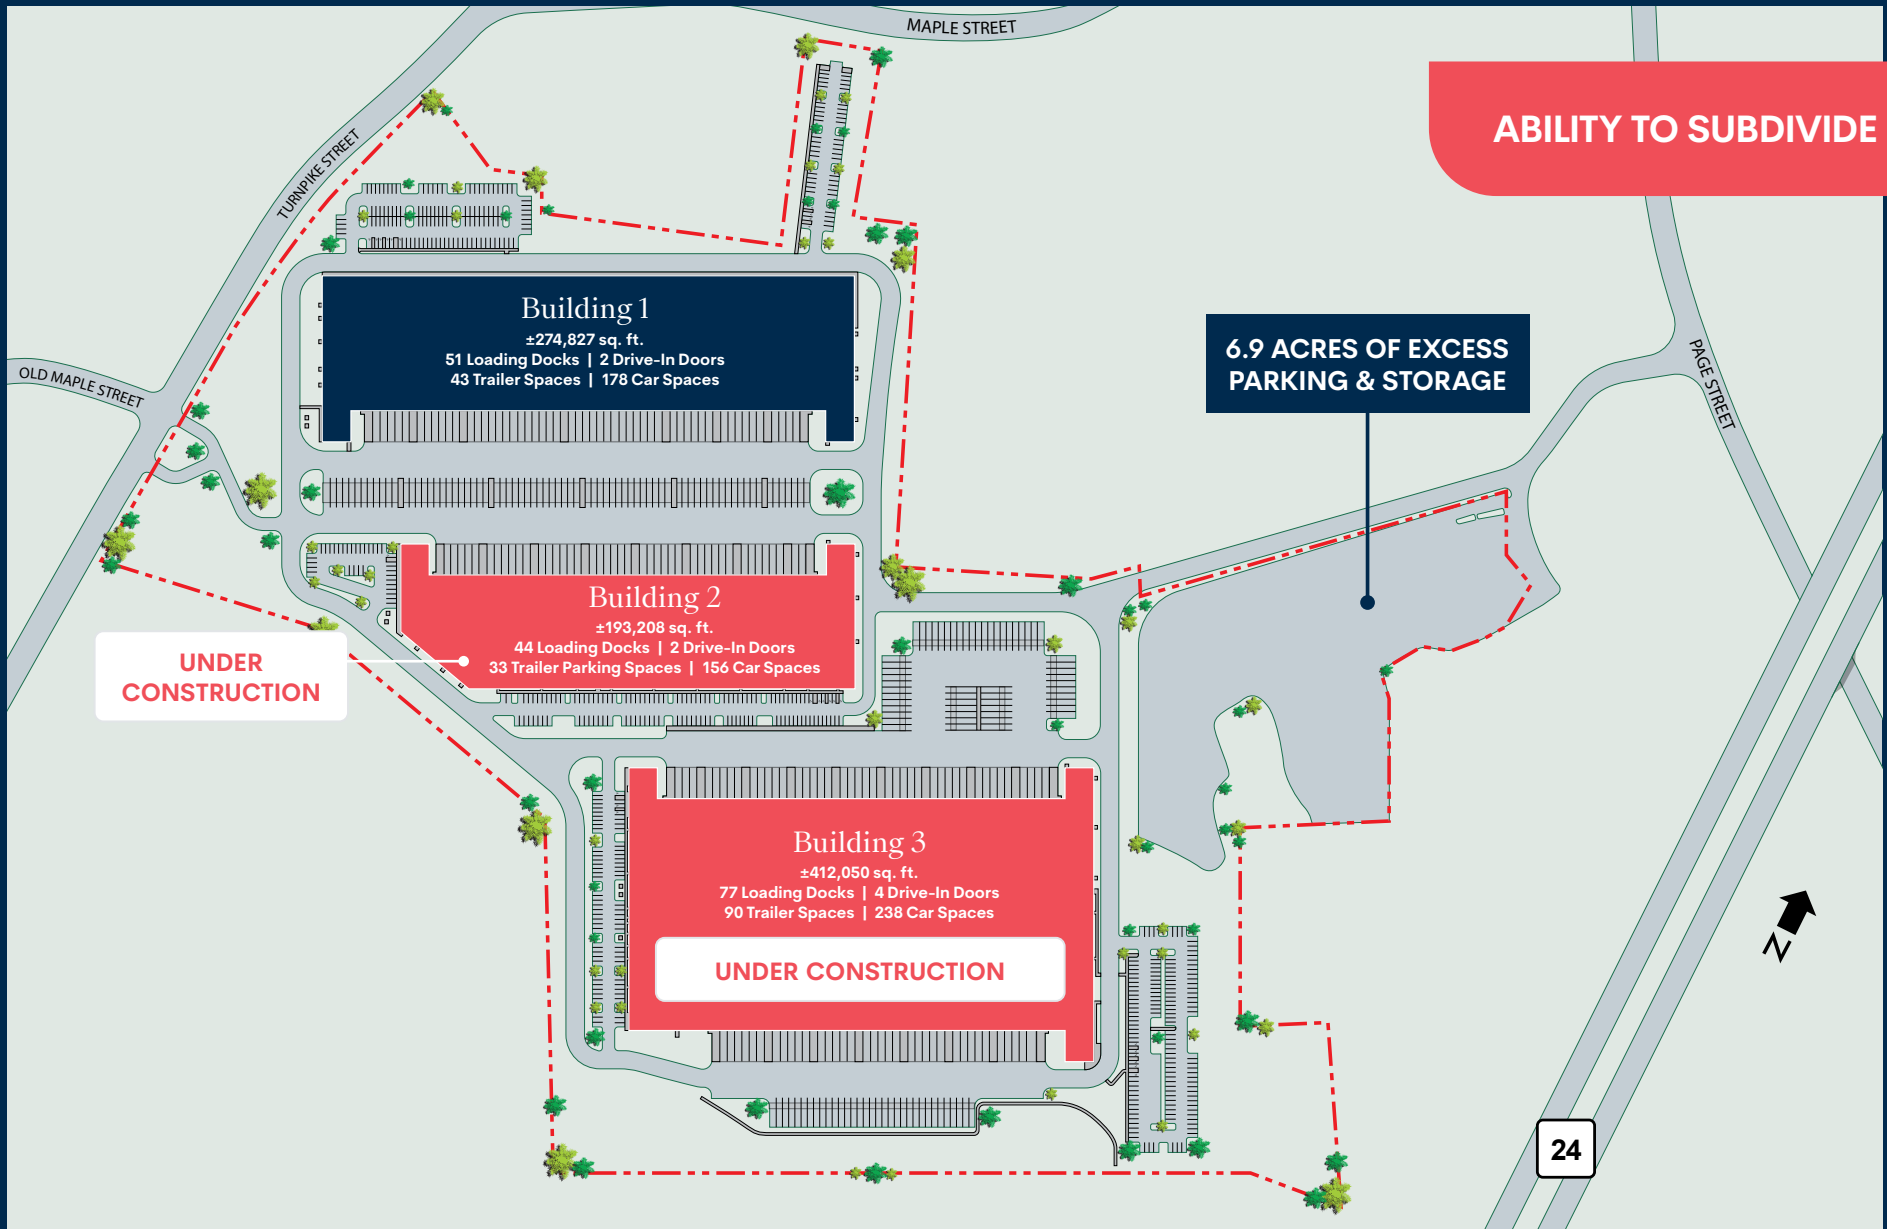 MAPLE STREET
ABILITY TO SUBDIVIDE
TURNPIKE STREET
Building 1
±274,827 sq. ft.
51 Loading Docks | 2 Drive-In Doors
43 Trailer Spaces | 178 Car Spaces
6.9 ACRES OF EXCESS
PARKING & STORAGE
OLD MAPLE STREET
PAGE STREET
Building 2
±193,208 sq. ft.
44 Loading Docks | 2 Drive-In Doors
33 Trailer Parking Spaces | 156 Car Spaces
UNDER
CONSTRUCTION
Building 3
±412,050 sq. ft.
77 Loading Docks | 4 Drive-In Doors
90 Trailer Spaces | 238 Car Spaces
UNDER CONSTRUCTION
N
24